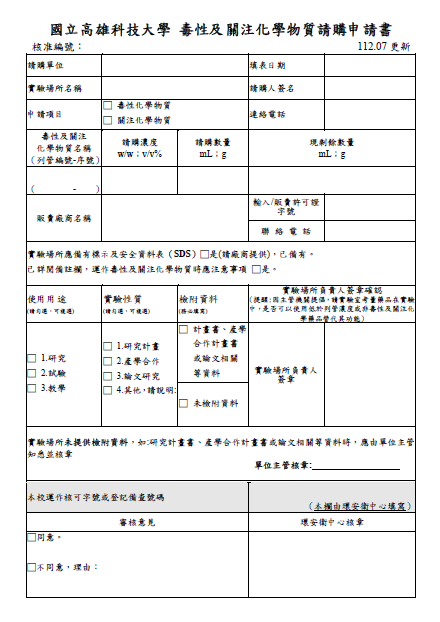 國立高雄科技大學 毒性及關注化學物質請購申請書
核准編號：
112.07 更新
請購單位
填表日期
實驗場所名稱
請購人簽名
申請項目
□ 毒性化學物質
□ 關注化學物質
連絡電話
毒性及關注
化學物質名稱
（列管編號-序號）
請購濃度
w/w；v/v%
請購數量
mL；g
現剩餘數量
mL；g
（　　-　　）
販賣廠商名稱
輸入/販賣許可證
字號
聯 絡 電 話
實驗場所應備有標示及安全資料表（SDS）□是(請廠商提供)，已備有。
已詳閱備註欄，運作毒性及關注化學物質時應注意事項 □是。
使用用途
(請勾選，可複選)
實驗性質
(請勾選，可複選)
檢附資料
(務必填寫)
實驗場所負責人簽章確認
(提醒:因主管機關提倡，請實驗室考量藥品在實驗
中，是否可以使用低於列管濃度或非毒性及關注化
學藥品替代其功能)
□ 1.研究
□ 2.試驗
□ 3.教學
□ 1.研究計畫
□ 2.產學合作
□ 3.論文研究
□ 4.其他，請說明:
□ 計畫書、產學
合作計畫書
或論文相關
等資料
□ 未檢附資料
實驗場所負責人
簽章
實驗場所未提供檢附資料，如:研究計畫書、產學合作計畫書或論文相關等資料時，應由單位主管
知悉並核章
單位主管核章:
本校運作核可字號或登記備查號碼
（本欄由環安衛中心填寫）
審核意見
環安衛中心核章
□同意。
□不同意，理由：